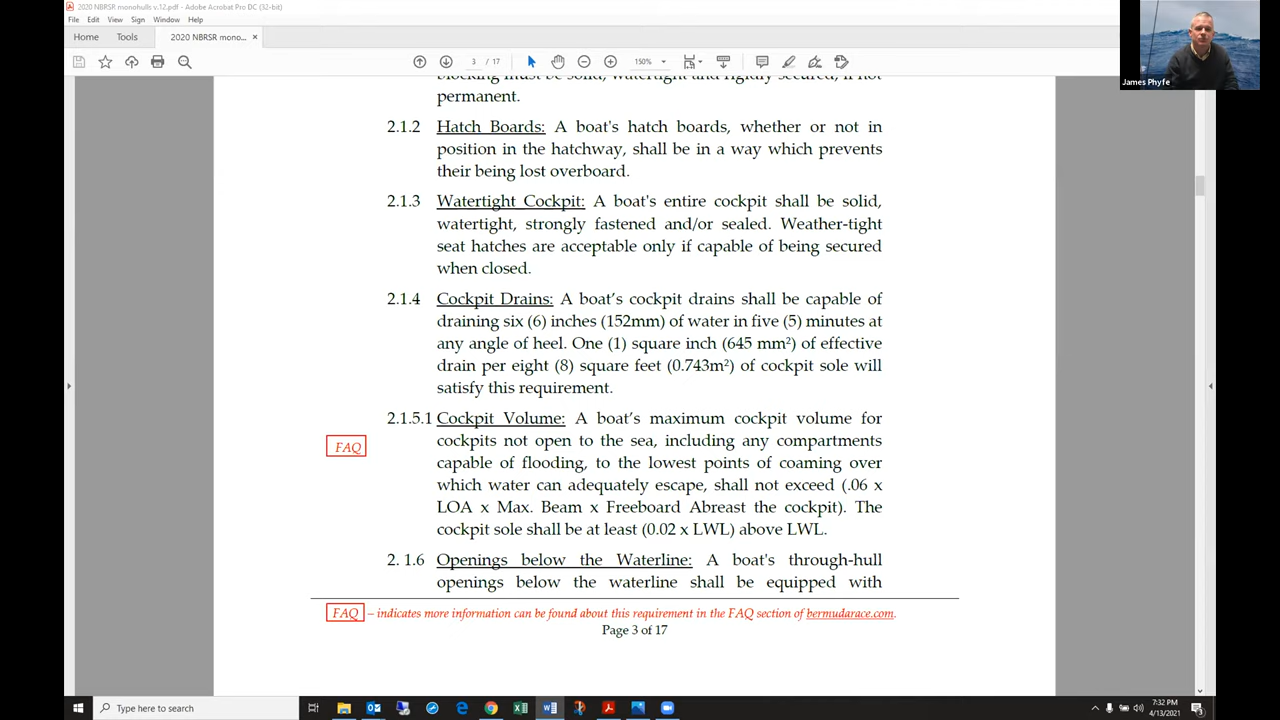 2020 NBRSR monohulls v.12.pdf - Adobe Acrobat Pro DC (32-bit)
File Edit View Sign Window Help
Home Tools 2020 NBRSR mono... ×
3 / 17 150%
James Phyfe
blocking must be solid, watertight and rigidly secured, if not
permanent.
2.1.2 Hatch Boards: A boat's hatch boards, whether or not in
position in the hatchway, shall be in a way which prevents
their being lost overboard.
2.1.3 Watertight Cockpit: A boat's entire cockpit shall be solid,
watertight, strongly fastened and/or sealed. Weather-tight
seat hatches are acceptable only if capable of being secured
when closed.
2.1.4 Cockpit Drains: A boat's cockpit drains shall be capable of
draining six (6) inches (152mm) of water in five (5) minutes at
any angle of heel. One (1) square inch (645 mm²) of effective
drain per eight (8) square feet (0.743m²) of cockpit sole will
satisfy this requirement.
2.1.5.1 Cockpit Volume: A boat's maximum cockpit volume for
FAQ cockpits not open to the sea, including any compartments
capable of flooding, to the lowest points of coaming over
which water can adequately escape, shall not exceed (.06 x
LOA x Max. Beam x Freeboard Abreast the cockpit). The
cockpit sole shall be at least (0.02 x LWL) above LWL.
2. 1.6 Openings below the Waterline: A boat's through-hull
openings below the waterline shall be equipped with
FAQ – indicates more information can be found about this requirement in the FAQ section of bermudarace.com.
Page 3 of 17
Type here to search
7:32 PM
4/13/2021